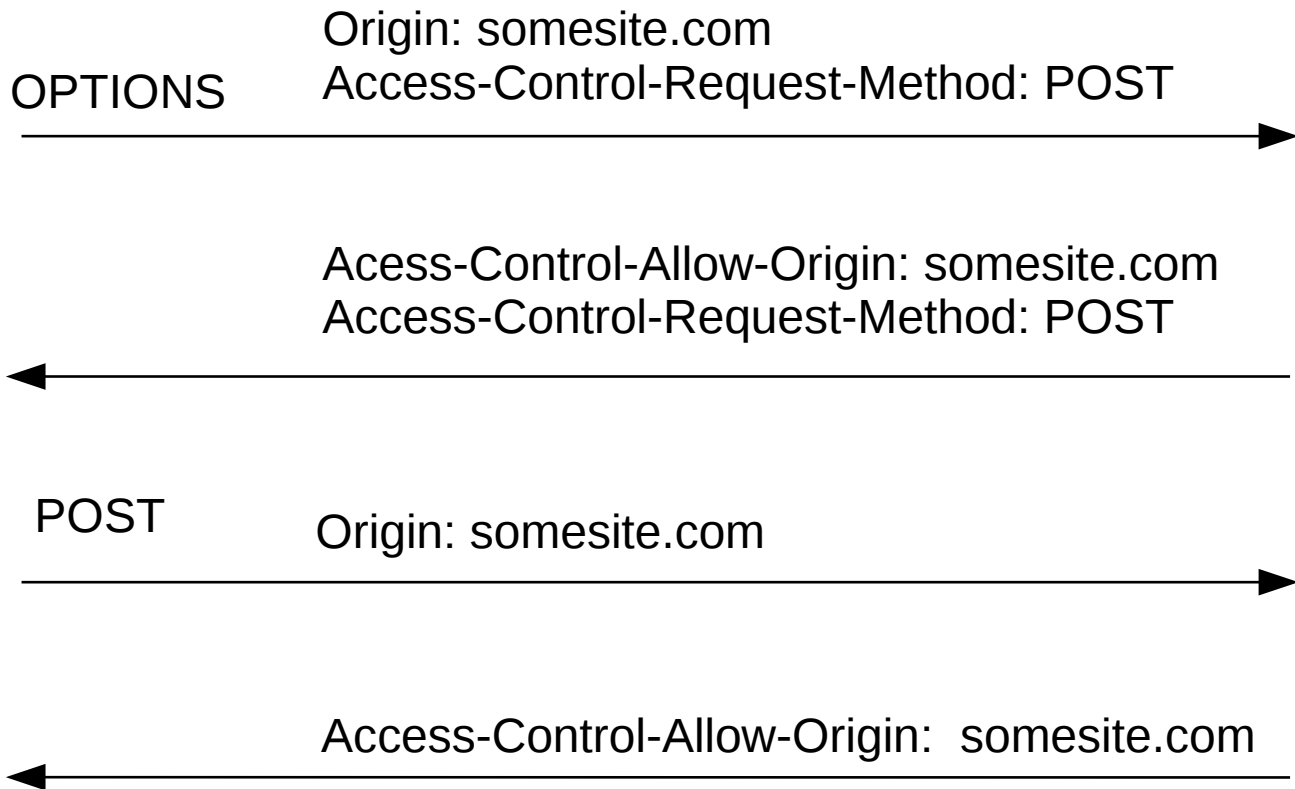 Origin: somesite.com
OPTIONS Access-Control-Request-Method: POST
Acess-Control-Allow-Origin: somesite.com
Access-Control-Request-Method: POST
POST Origin: somesite.com
Access-Control-Allow-Origin: somesite.com